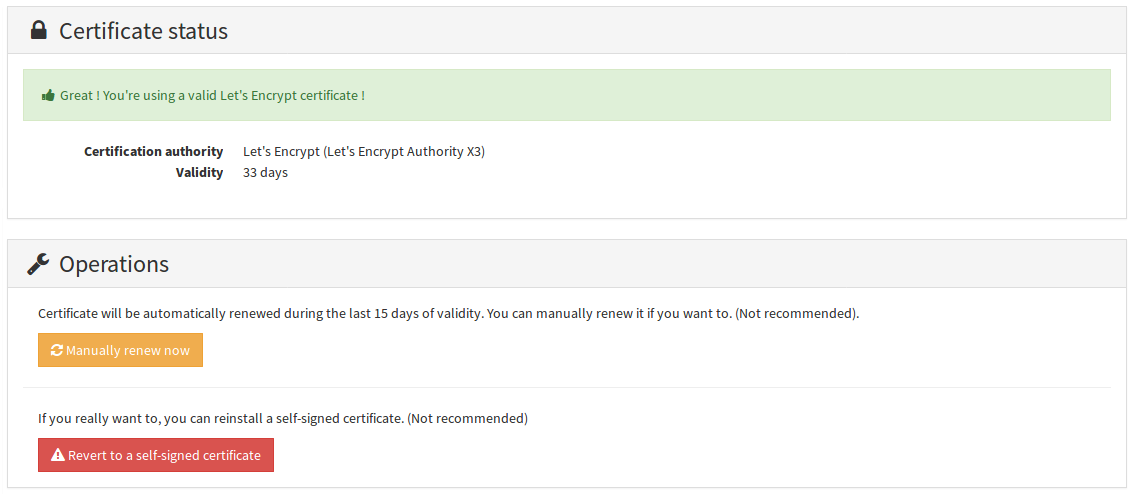 Certificate status
Great ! You're using a valid Let's Encrypt certificate !
Certification authority Let's Encrypt (Let's Encrypt Authority X3)
Validity 33 days
Operations
Certificate will be automatically renewed during the last 15 days of validity. You can manually renew it if you want to. (Not recommended).
Manually renew now
If you really want to, you can reinstall a self-signed certificate. (Not recommended)
Revert to a self-signed certificate